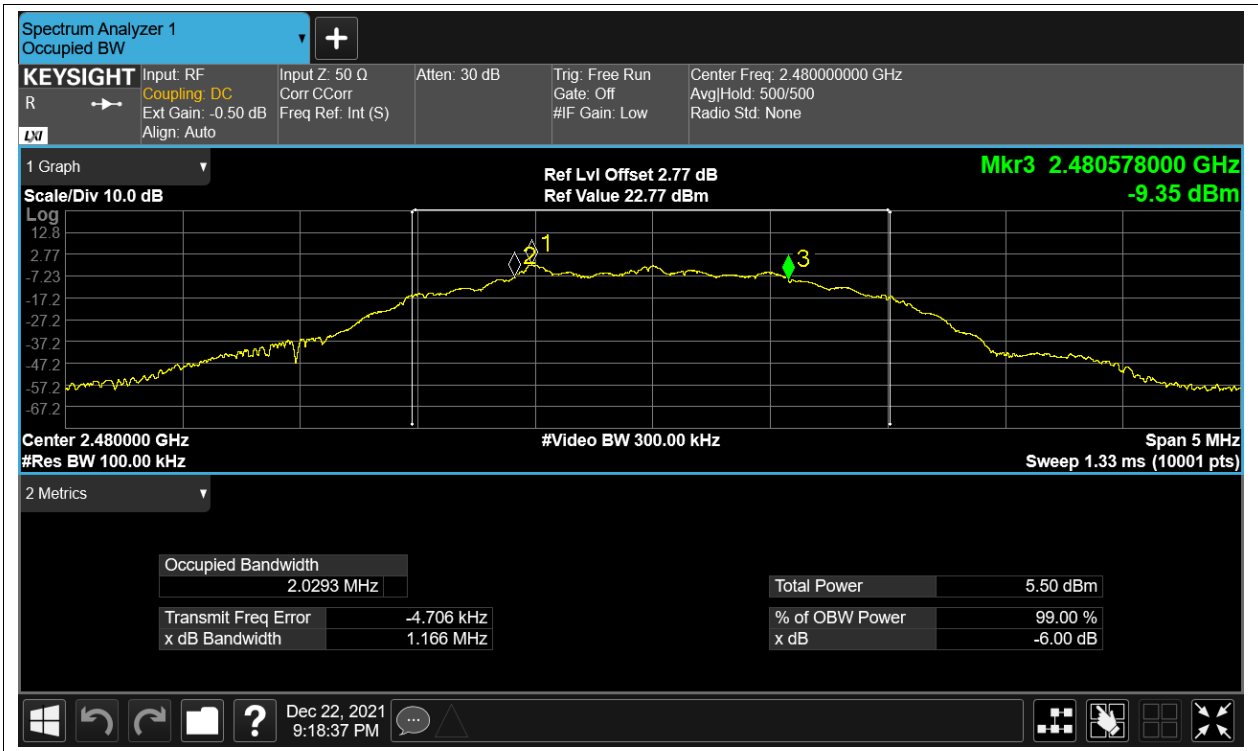 Spectrum Analyzer 1
Occupied BW
KEYSIGHT
R
LXI
Input: RF
Coupling: DC
Ext Gain: -0.50 dB
Align: Auto
Input Z: 50 Ω
Corr CCorr
Freq Ref: Int (S)
Atten: 30 dB
Trig: Free Run
Gate: Off
#IF Gain: Low
Center Freq: 2.480000000 GHz
Avg|Hold: 500/500
Radio Std: None
1 Graph
Scale/Div 10.0 dB
Ref Lvl Offset 2.77 dB
Ref Value 22.77 dBm
Mkr3 2.480578000 GHz
-9.35 dBm
Log
12.8
2.77
-7.23
-17.2
-27.2
-37.2
-47.2
-57.2
-67.2
1
2
3
Center 2.480000 GHz
#Res BW 100.00 kHz
#Video BW 300.00 kHz
Span 5 MHz
Sweep 1.33 ms (10001 pts)
2 Metrics
Occupied Bandwidth
2.0293 MHz
Transmit Freq Error -4.706 kHz
x dB Bandwidth 1.166 MHz
Total Power 5.50 dBm
% of OBW Power 99.00 %
x dB -6.00 dB
?
Dec 22, 2021
9:18:37 PM